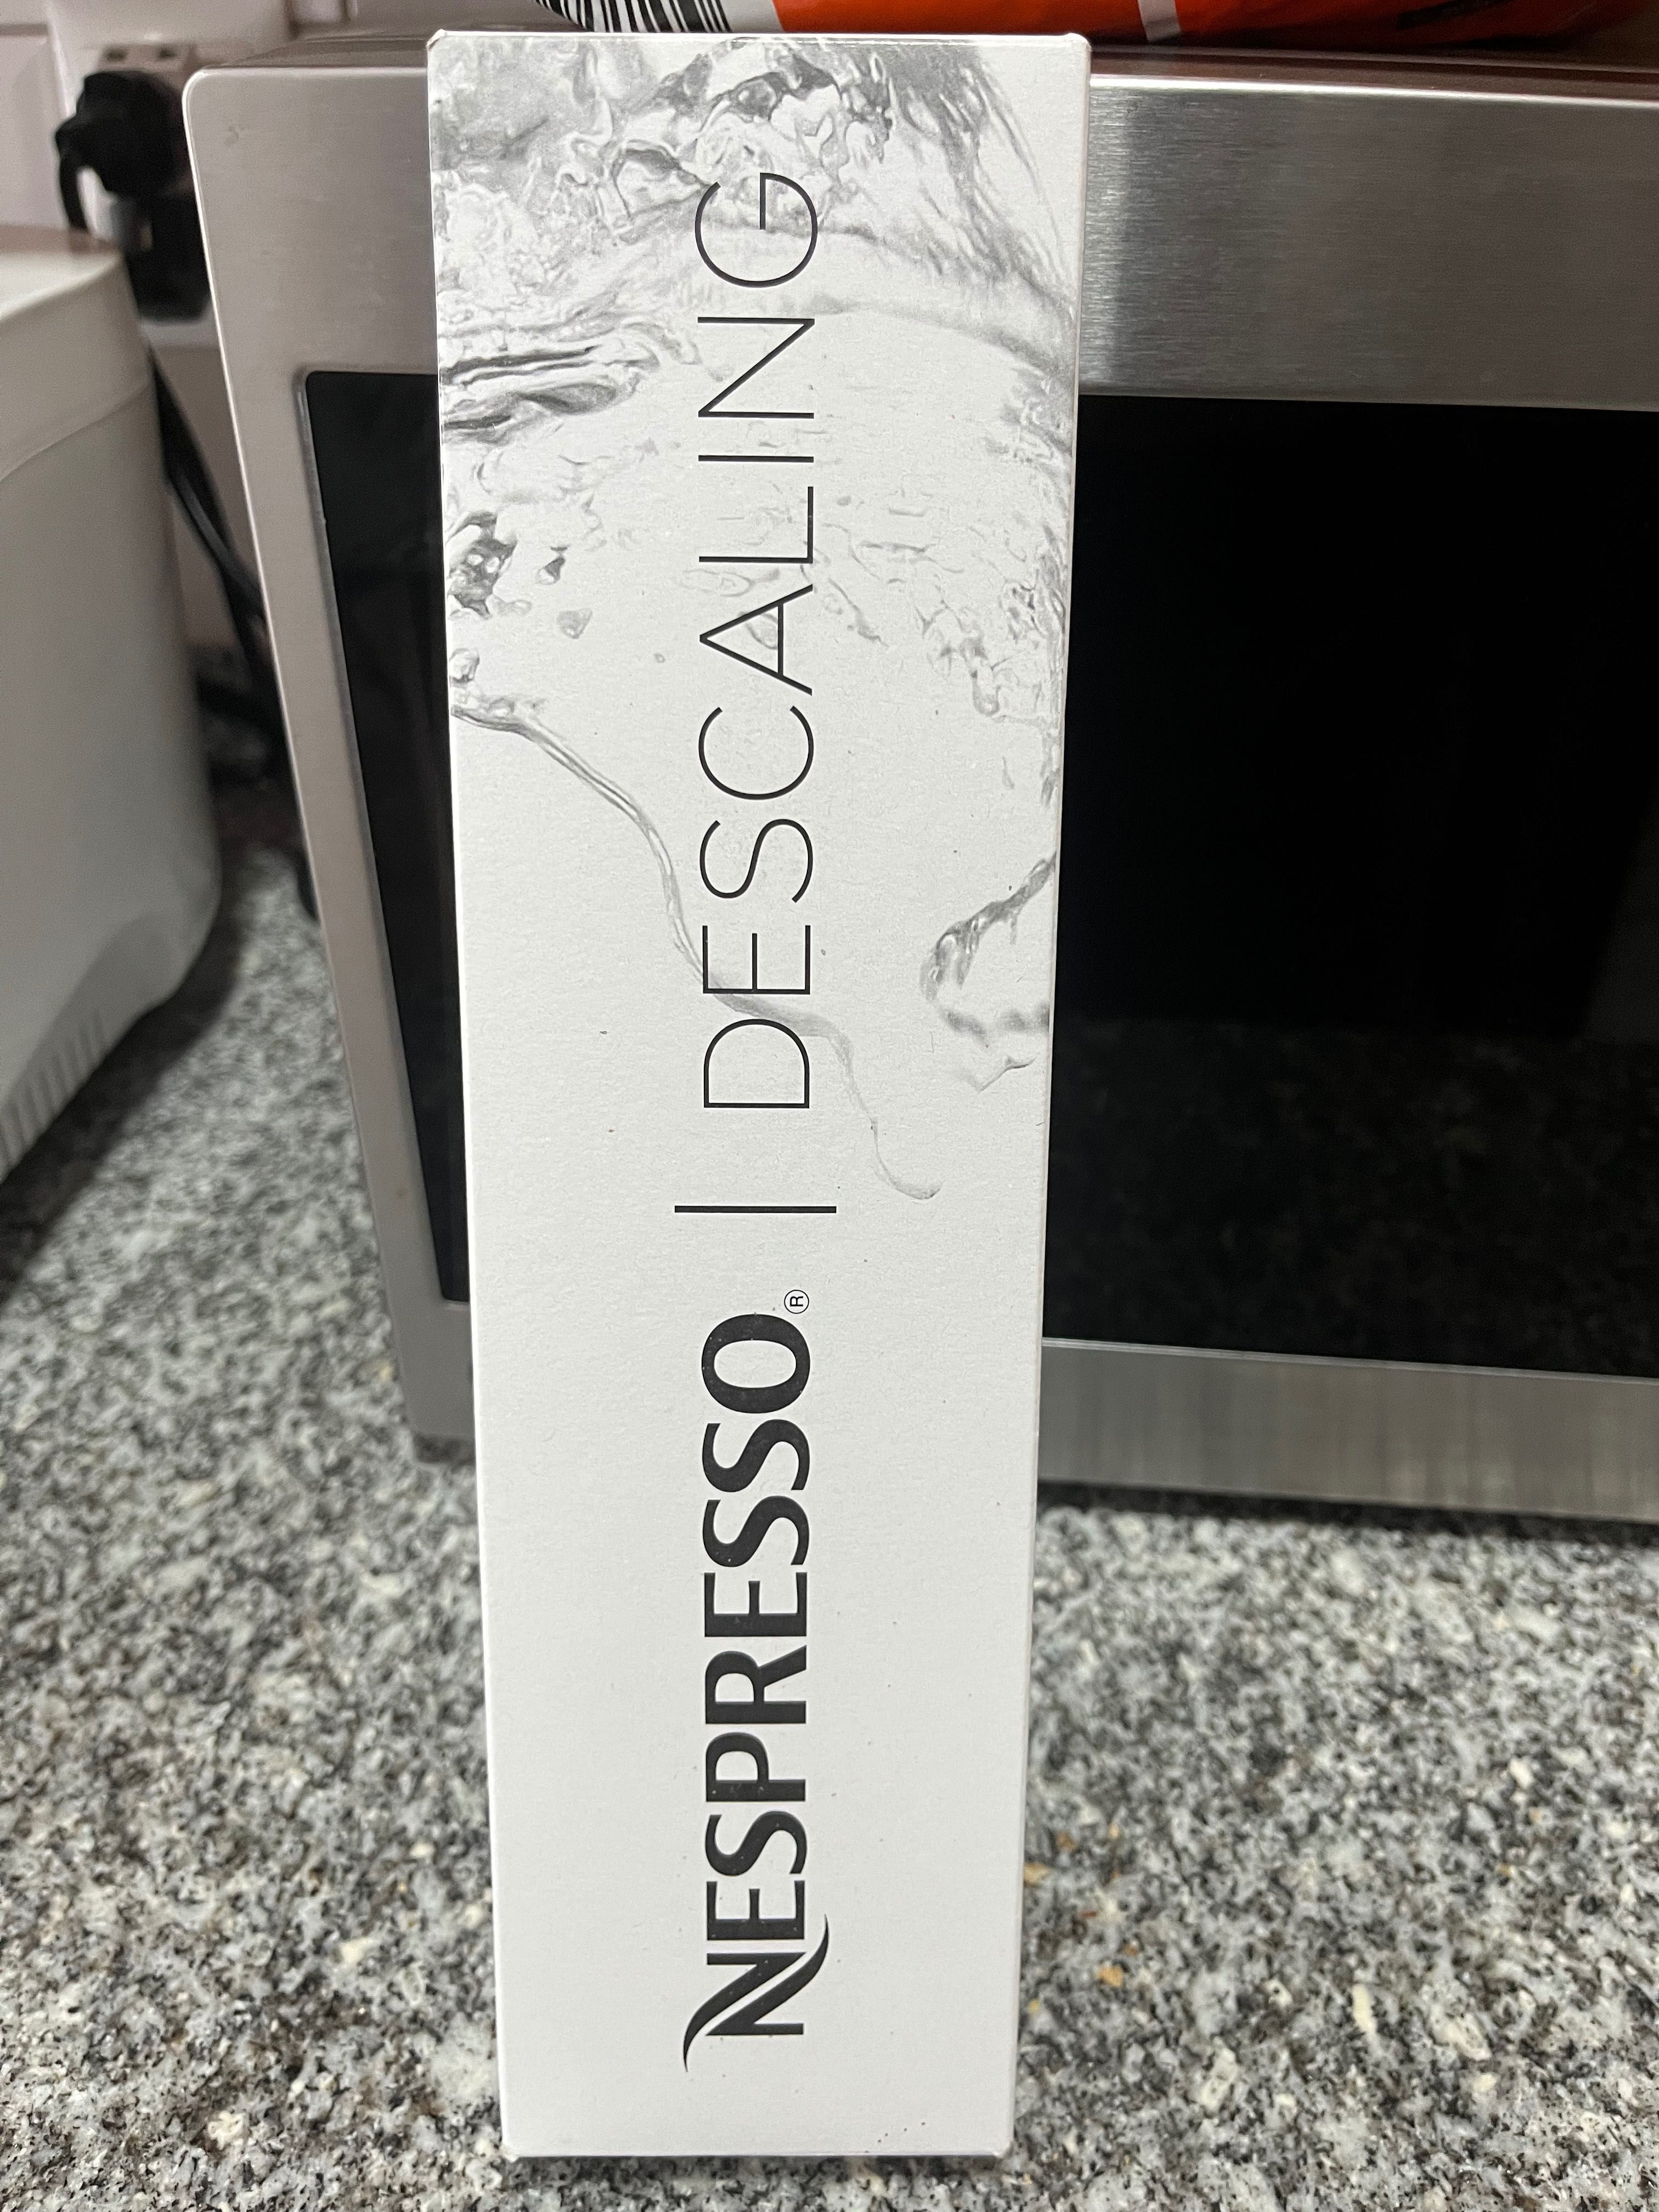 NESPRESSO® | DESCALING